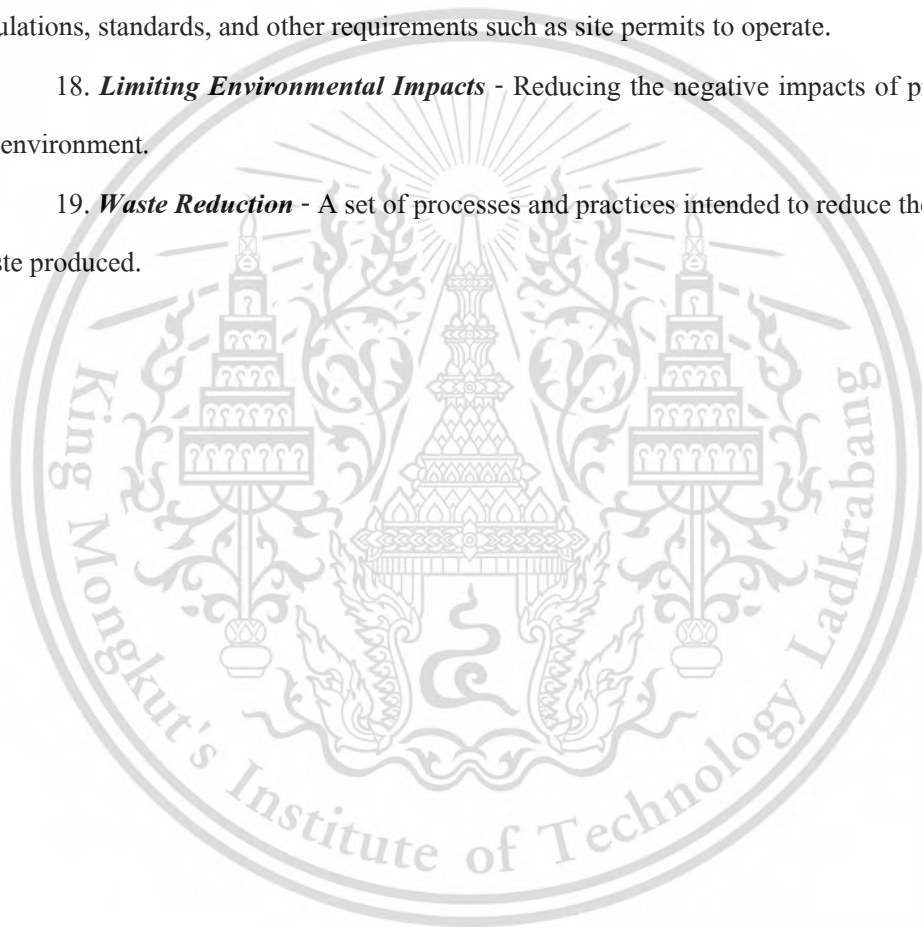 ulations, standards, and other requirements such as site permits to operate.
18. Limiting Environmental Impacts - Reducing the negative impacts of p
environment.
19. Waste Reduction - A set of processes and practices intended to reduce the
ste produced.
King Mongkut's Institute of Technology Ladkrabang